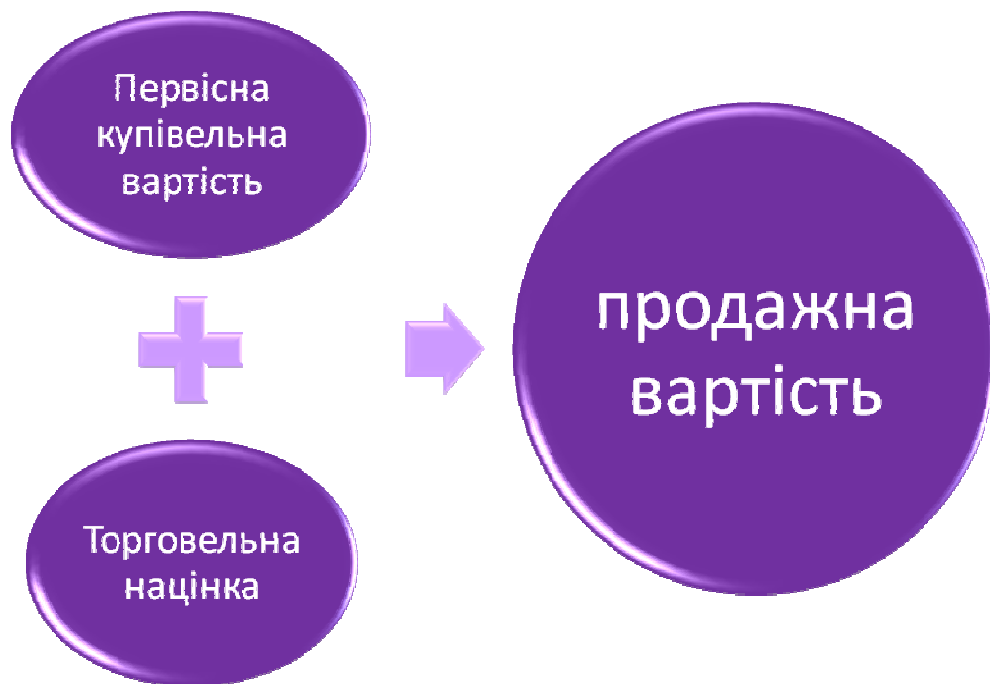 Первісна
купівельна
вартість
Торговельна
націнка
продажна
вартість